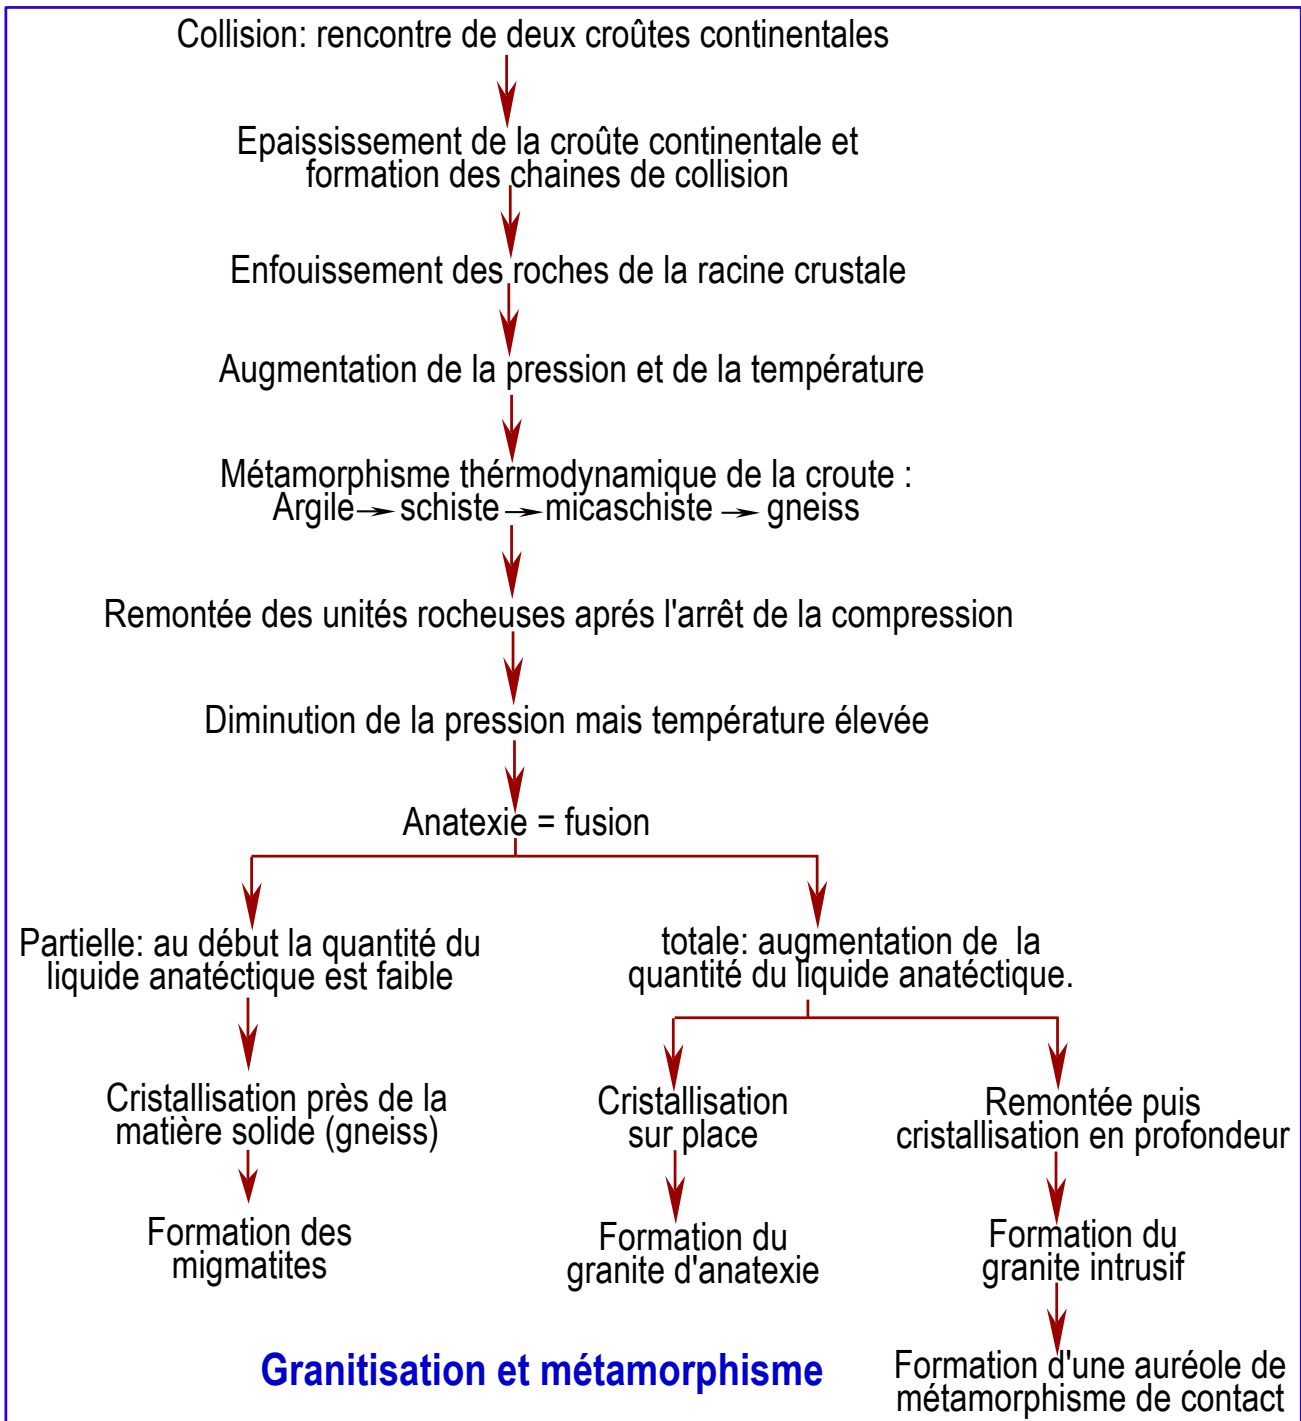 Collision: rencontre de deux croûtes continentales
Epaississement de la croûte continentale et
formation des chaines de collision
Enfouissement des roches de la racine crustale
Augmentation de la pression et de la température
Métamorphisme thérmodynamique de la croute :
Argile → schiste → micaschiste → gneiss
Remontée des unités rocheuses aprés l'arrêt de la compression
Diminution de la pression mais température élevée
Anatexie = fusion
Partielle: au début la quantité du
liquide anatéctique est faible
totale: augmentation de la
quantité du liquide anatéctique.
Cristallisation près de la
matière solide (gneiss)
Cristallisation
sur place
Remontée puis
cristallisation en profondeur
Formation des
migmatites
Formation du
granite d'anatexie
Formation du
granite intrusif
Granitisation et métamorphisme
Formation d'une auréole de
métamorphisme de contact